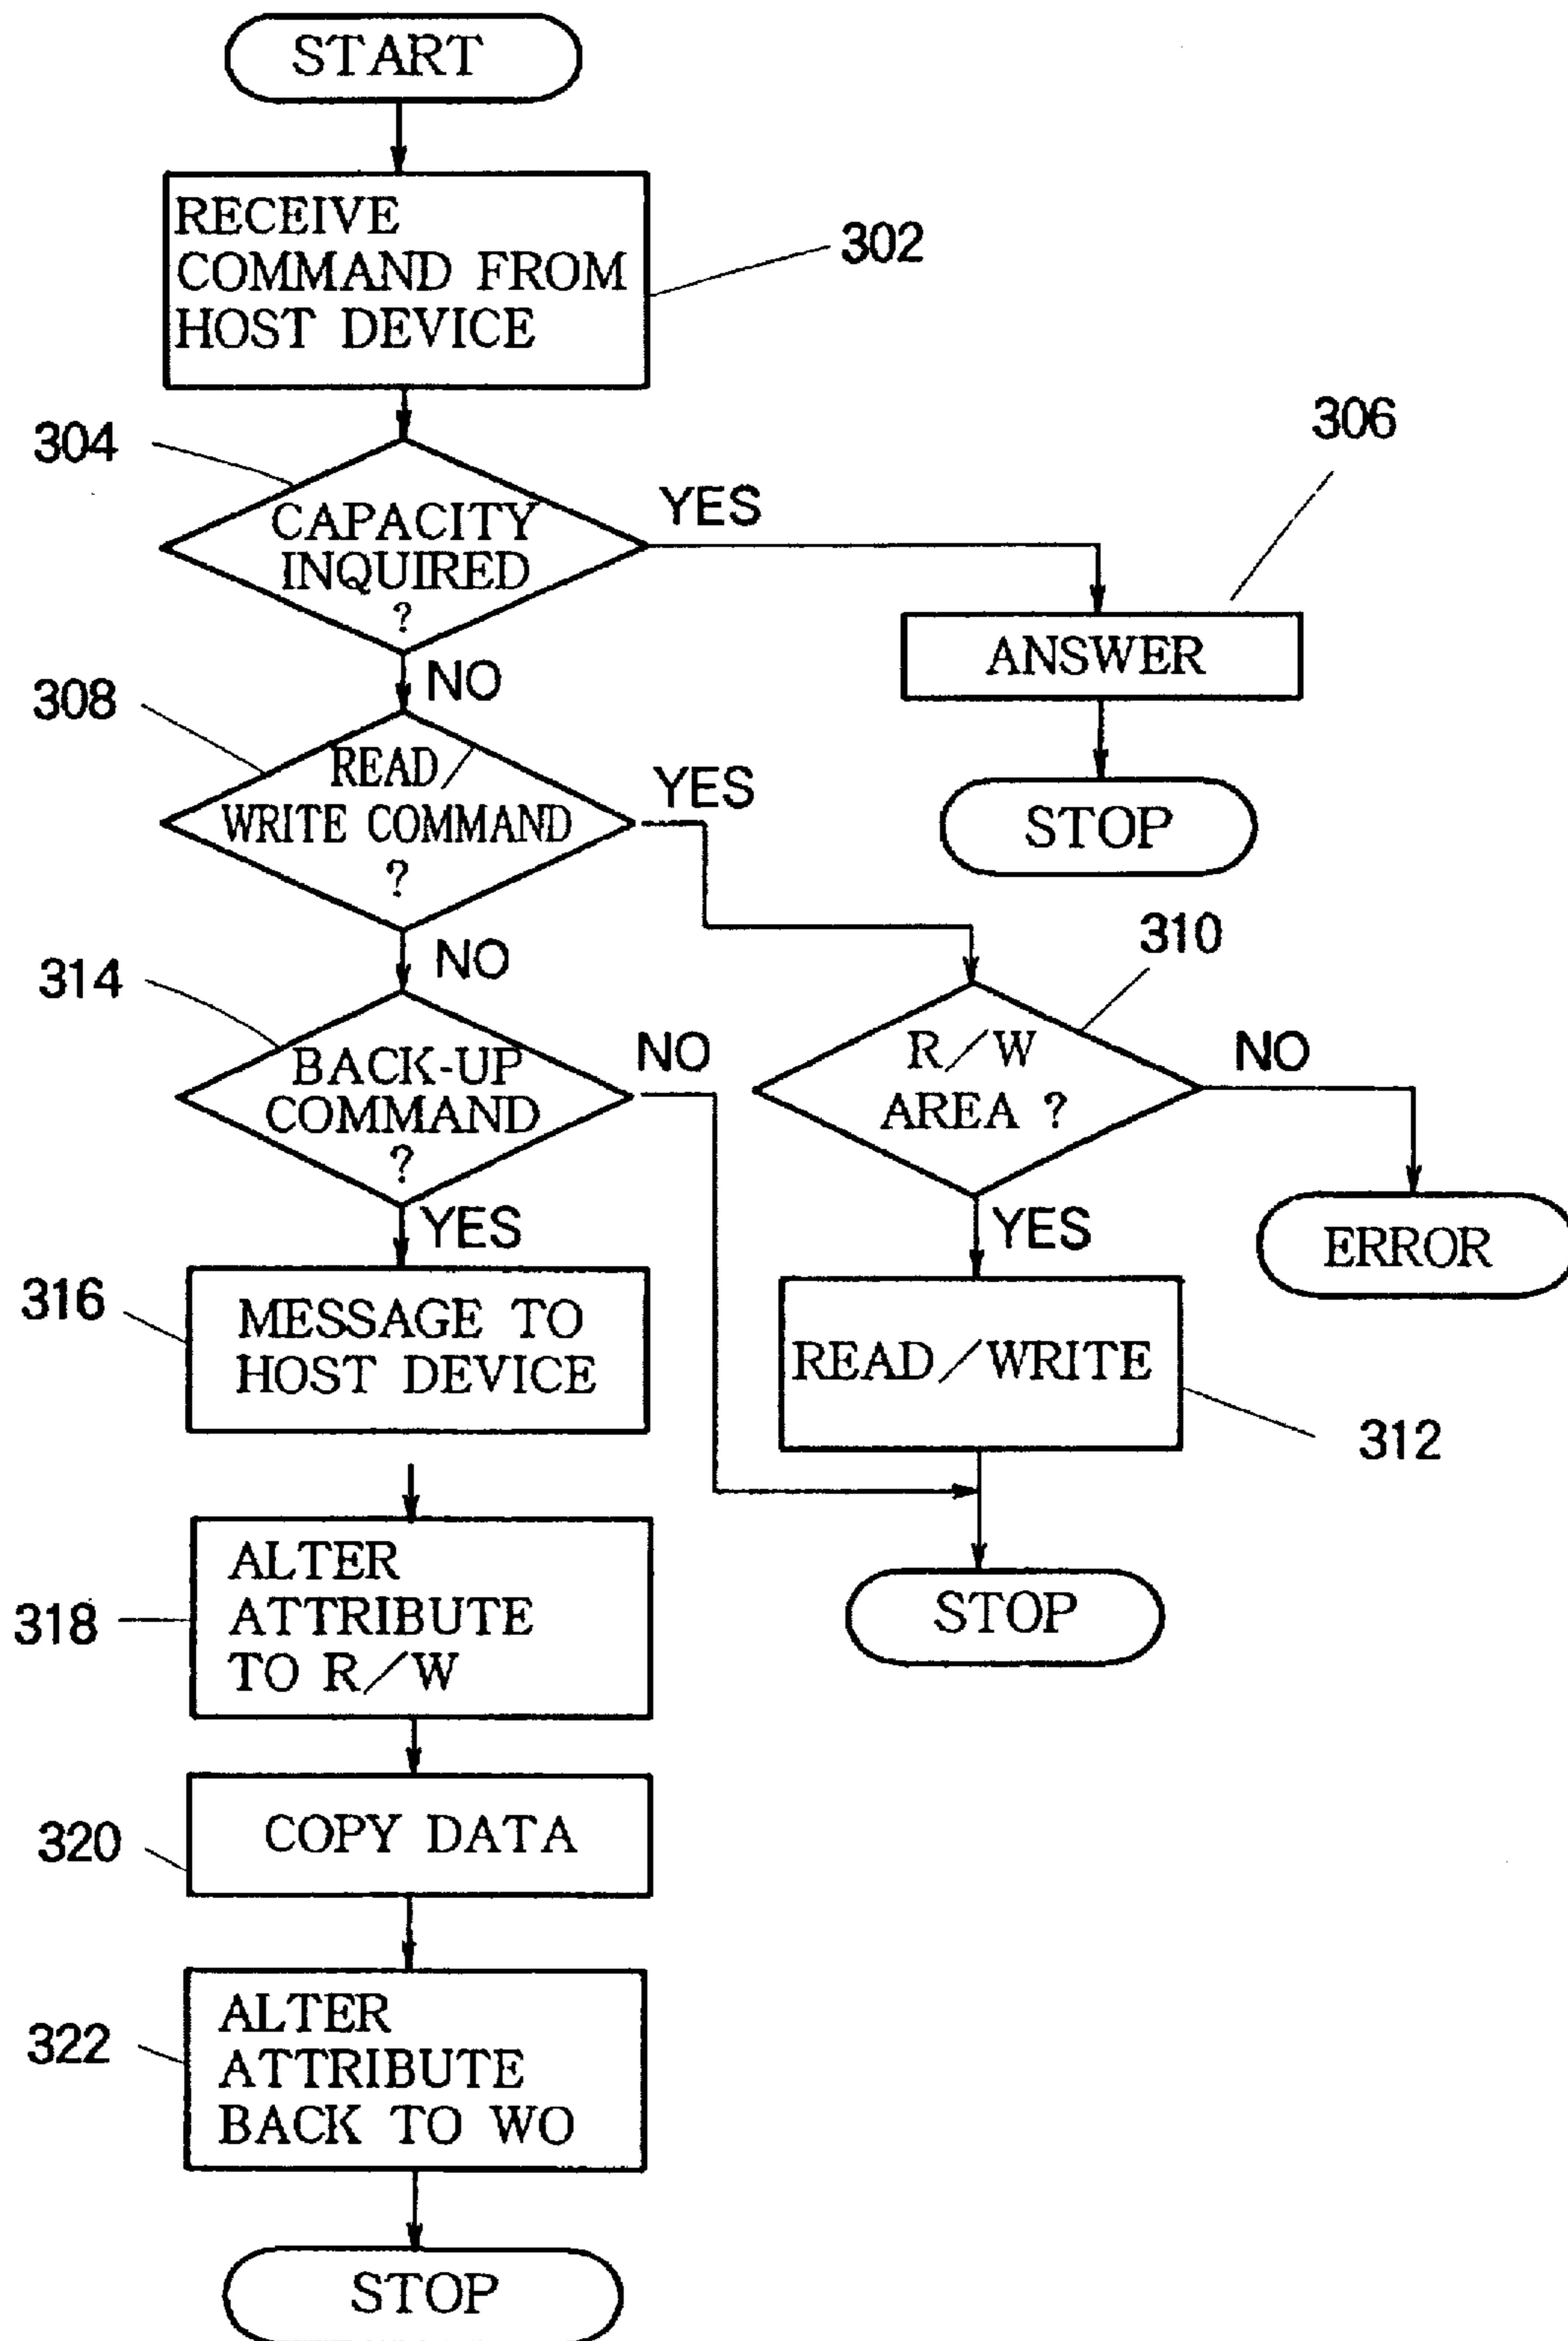 START
RECEIVE
COMMAND FROM
HOST DEVICE
302
304
CAPACITY
INQUIRED
?
YES
306
ANSWER
STOP
NO
308
READ/
WRITE COMMAND
?
YES
310
R/W
AREA ?
NO
ERROR
YES
READ/WRITE
312
STOP
NO
314
BACK-UP
COMMAND
?
NO
YES
316
MESSAGE TO
HOST DEVICE
318
ALTER
ATTRIBUTE
TO R/W
320
COPY DATA
322
ALTER
ATTRIBUTE
BACK TO WO
STOP